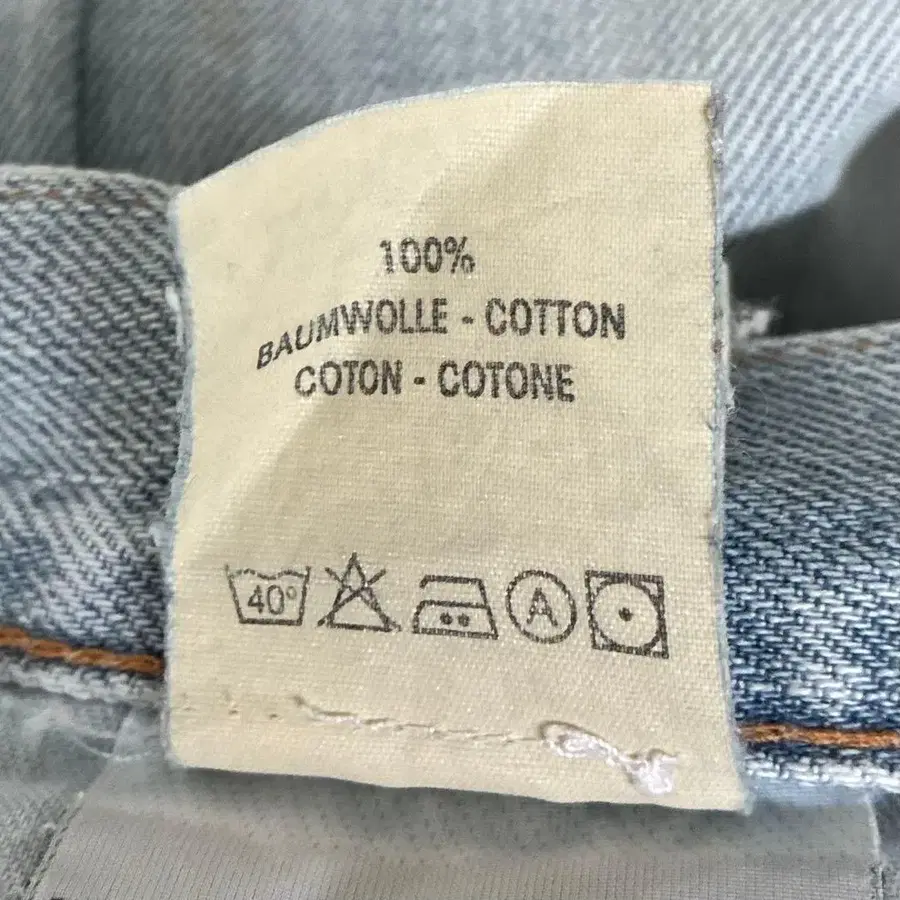 100%
BAUMWOLLE - COTTON
COTON - COTONE
40° A